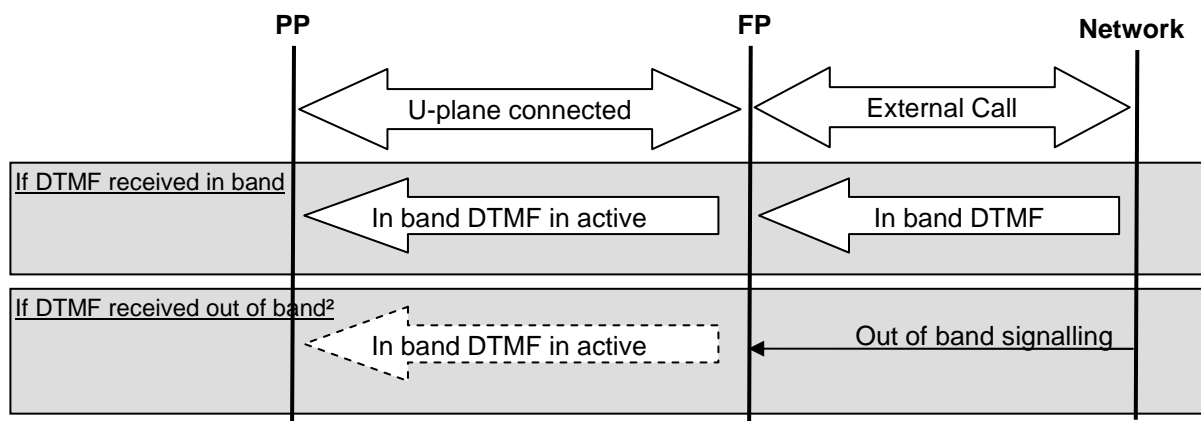 PP FP Network
U-plane connected External Call
If DTMF received in band
In band DTMF in active In band DTMF
If DTMF received out of band²
In band DTMF in active Out of band signalling